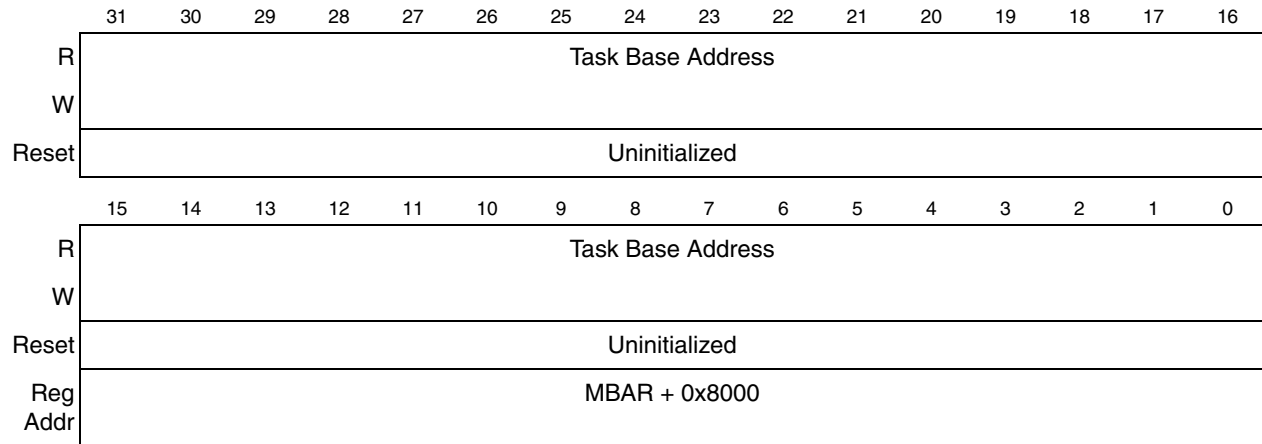 31 30 29 28 27 26 25 24 23 22 21 20 19 18 17 16
R Task Base Address
W
Reset Uninitialized
15 14 13 12 11 10 9 8 7 6 5 4 3 2 1 0
R Task Base Address
W
Reset Uninitialized
Reg MBAR + 0x8000
Addr